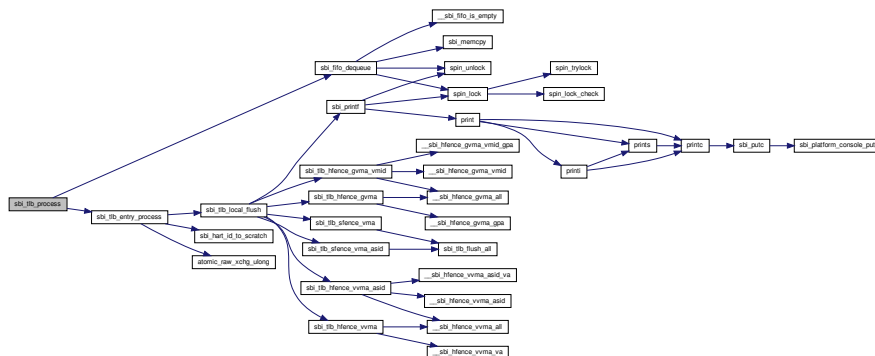 __sbi_fifo_is_empty
sbi_memcpy
sbi_fifo_dequeue
spin_unlock
spin_trylock
spin_lock
spin_lock_check
sbi_printf
print
prints
printc
sbi_putc
sbi_platform_console_put
printi
__sbi_hfence_gvma_vmid_gpa
sbi_tlb_hfence_gvma_vmid
__sbi_hfence_gvma_vmid
sbi_tlb_hfence_gvma
__sbi_hfence_gvma_all
sbi_tlb_process
sbi_tlb_entry_process
sbi_tlb_local_flush
sbi_tlb_sfence_vma
__sbi_hfence_gvma_gpa
sbi_hart_id_to_scratch
sbi_tlb_sfence_vma_asid
sbi_tlb_flush_all
atomic_raw_xchg_ulong
__sbi_hfence_vvma_asid_va
sbi_tlb_hfence_vvma_asid
__sbi_hfence_vvma_asid
sbi_tlb_hfence_vvma
__sbi_hfence_vvma_all
__sbi_hfence_vvma_va